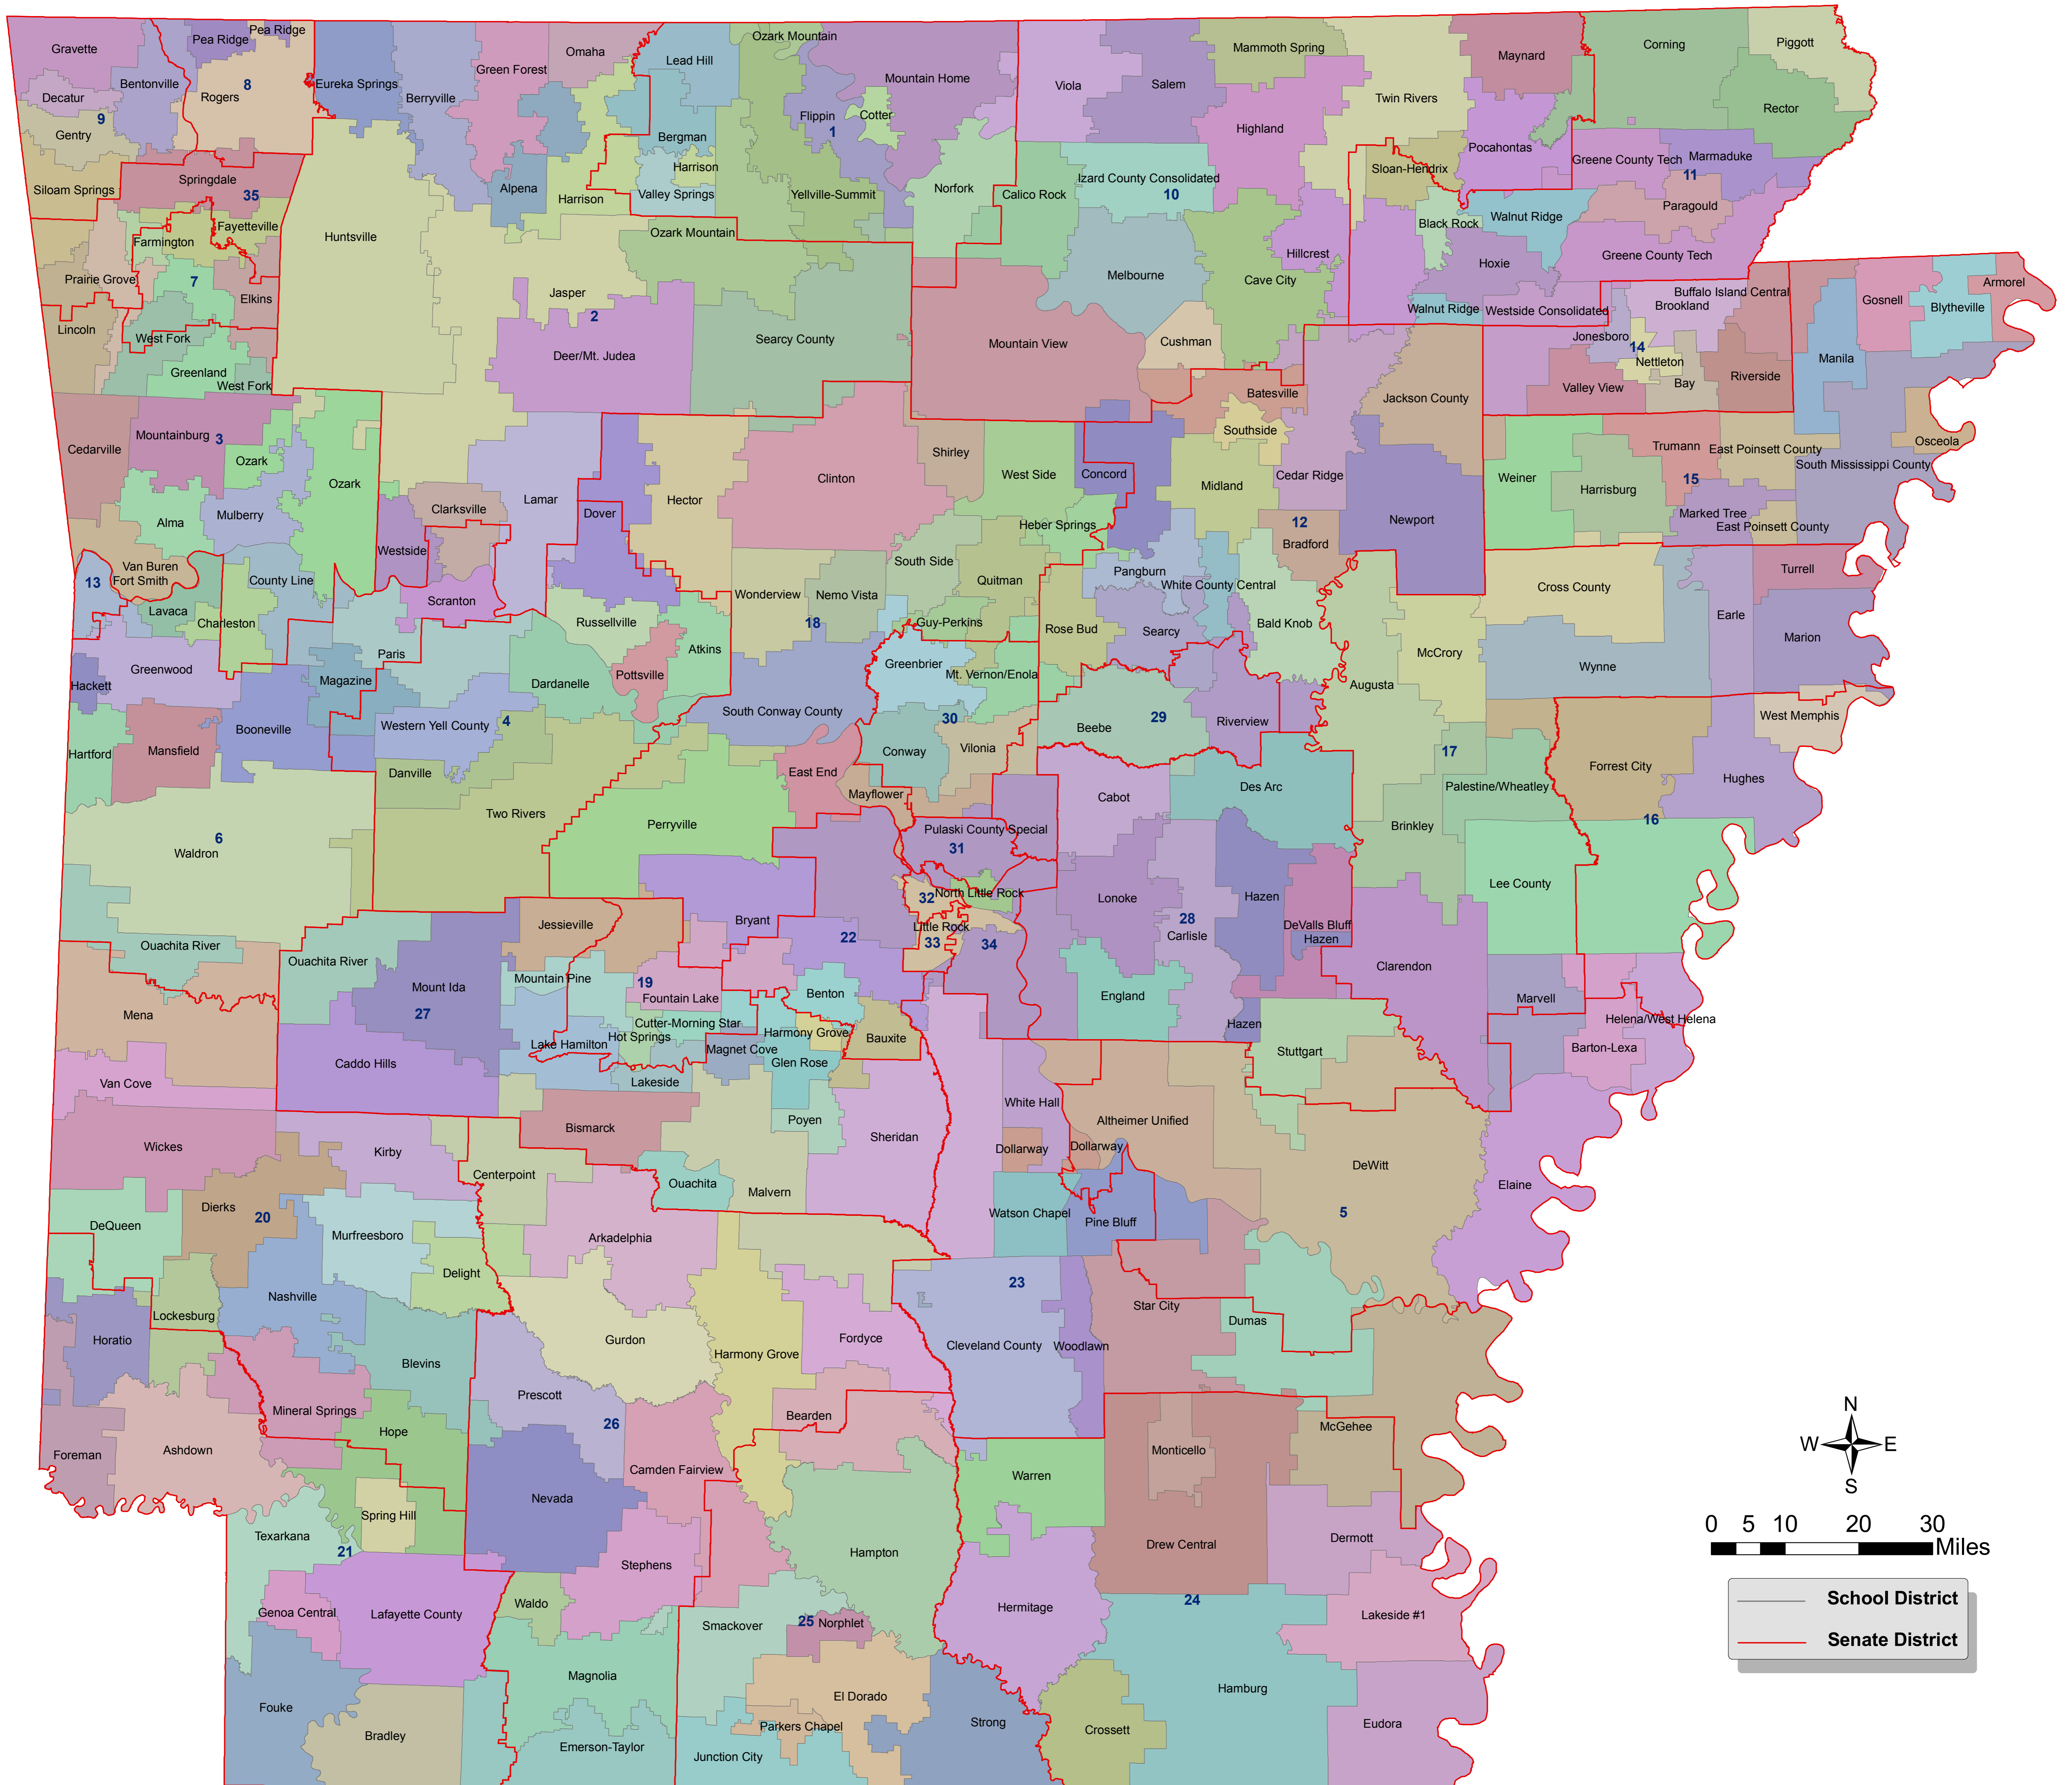 Gravette
Pea Ridge
Pea Ridge
Bentonville
8
Rogers
Decatur
9
Gentry
Eureka Springs
Berryville
Green Forest
Omaha
Lead Hill
Ozark Mountain
Mountain Home
Flippin
1
Cotter
Bergman
Harrison
Valley Springs
Yellville-Summit
Norfork
Viola
Salem
Mammoth Spring
Highland
Twin Rivers
Maynard
Corning
Piggott
Rector
Pocahontas
Sloan-Hendrix
Greene County Tech
Marmaduke
11
Paragould
Siloam Springs
Springdale
35
Alpena
Harrison
Calico Rock
Izard County Consolidated
10
Black Rock
Walnut Ridge
Farmington
Fayetteville
Huntsville
Ozark Mountain
Melbourne
Hillcrest
Cave City
Hoxie
Greene County Tech
Prairie Grove
7
Elkins
Jasper
2
Lincoln
West Fork
Greenland
West Fork
Deer/Mt. Judea
Searcy County
Mountain View
Cushman
Walnut Ridge
Westside Consolidated
Buffalo Island Central
Brookland
Jonesboro
14
Nettleton
Bay
Valley View
Riverside
Manila
Gosnell
Blytheville
Armorel
Cedarville
Mountainburg
3
Ozark
Ozark
Alma
Mulberry
Clarksville
Westside
Lamar
Dover
Hector
Clinton
Shirley
West Side
Concord
Heber Springs
Batesville
Southside
Midland
Cedar Ridge
Jackson County
Newport
12
Bradford
Weiner
Harrisburg
Trumann
East Poinsett County
15
Marked Tree
East Poinsett County
South Mississippi County
Osceola
13
Van Buren
Fort Smith
Lavaca
Charleston
County Line
Scranton
Paris
Russellville
Pottsville
Atkins
Wonderview
Nemo Vista
18
South Side
Quitman
Guy-Perkins
Rose Bud
Pangburn
White County Central
Searcy
Bald Knob
Cross County
Turrell
McCrory
Wynne
Earle
Marion
Hackett
Greenwood
Magazine
Dardanelle
Greenbrier
Mt. Vernon/Enola
Augusta
West Memphis
Hartford
Mansfield
Booneville
Western Yell County
4
South Conway County
30
Conway
Vilonia
Beebe
29
Riverview
17
Danville
Two Rivers
Perryville
East End
Mayflower
Cabot
Des Arc
Palestine/Wheatley
Forrest City
Hughes
16
6
Waldron
Pulaski County Special
31
Brinkley
Lee County
Ouachita River
Jessieville
Bryant
22
32
North Little Rock
Little Rock
33
34
Lonoke
28
Carlisle
Hazen
DeValls Bluff
Hazen
Clarendon
Ouachita River
Mena
Mount Ida
27
Mountain Pine
19
Fountain Lake
Cutter-Morning Star
Hot Springs
Lake Hamilton
Lakeside
Benton
Harmony Grove
Magnet Cove
Glen Rose
Bauxite
England
Hazen
Stuttgart
Marvell
Helena/West Helena
Barton-Lexa
Van Cove
Caddo Hills
Wickes
Kirby
Centerpoint
Bismarck
Poyen
Sheridan
White Hall
Dollarway
Dollarway
Altheimer Unified
DeWitt
5
Elaine
DeQueen
Dierks
20
Murfreesboro
Delight
Ouachita
Malvern
Arkadelphia
Watson Chapel
Pine Bluff
Lockesburg
Nashville
Horatio
Blevins
Gurdon
Harmony Grove
Fordyce
23
Cleveland County
Woodlawn
Star City
Dumas
Mineral Springs
Hope
Prescott
26
Bearden
Foreman
Ashdown
Nevada
Camden Fairview
Warren
Monticello
McGehee
Texarkana
21
Spring Hill
Stephens
Hampton
Drew Central
Dermott
Genoa Central
Lafayette County
Waldo
Smackover
25
Norphlet
Hermitage
24
Lakeside #1
Fouke
Bradley
Magnolia
Emerson-Taylor
El Dorado
Parkers Chapel
Junction City
Strong
Crossett
Hamburg
Eudora
N
W
E
S
0 5 10 20 30
Miles
School District
Senate District